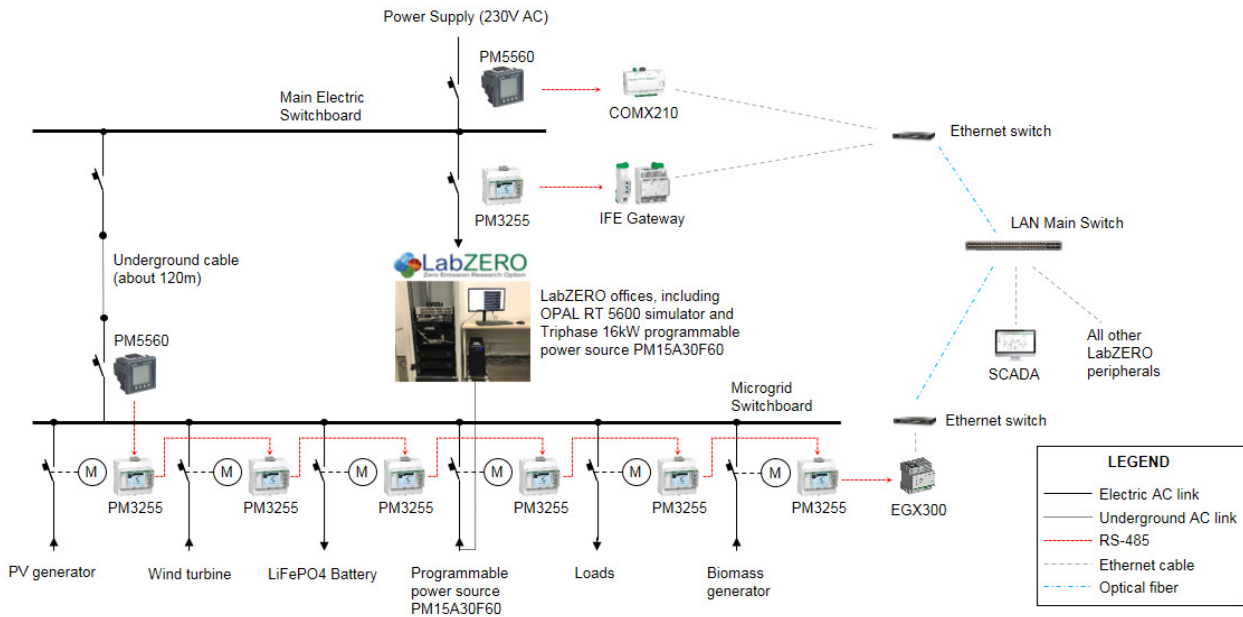 Power Supply (230V AC)
PM5560
Main Electric
Switchboard
COMX210
Ethernet switch
PM3255
IFE Gateway
LAN Main Switch
Underground cable
(about 120m)
LabZERO
Zero Emission Research Option
LabZERO offices, including
OPAL RT 5600 simulator and
Triphase 16kW programmable
power source PM15A30F60
PM5560
SCADA
All other
LabZERO
peripherals
Microgrid
Switchboard
Ethernet switch
M
M
M
M
M
M
PM3255
PM3255
PM3255
PM3255
PM3255
PM3255
EGX300
PV generator
Wind turbine
LiFePO4 Battery
Programmable
power source
PM15A30F60
Loads
Biomass
generator
LEGEND
Electric AC link
Underground AC link
RS-485
Ethernet cable
Optical fiber